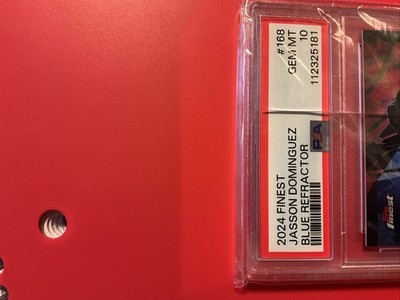 2024 FINEST
JASSON DOMINGUEZ
BLUE REFRACTOR
#168
GEM MT
10
112325181
PSA
finest